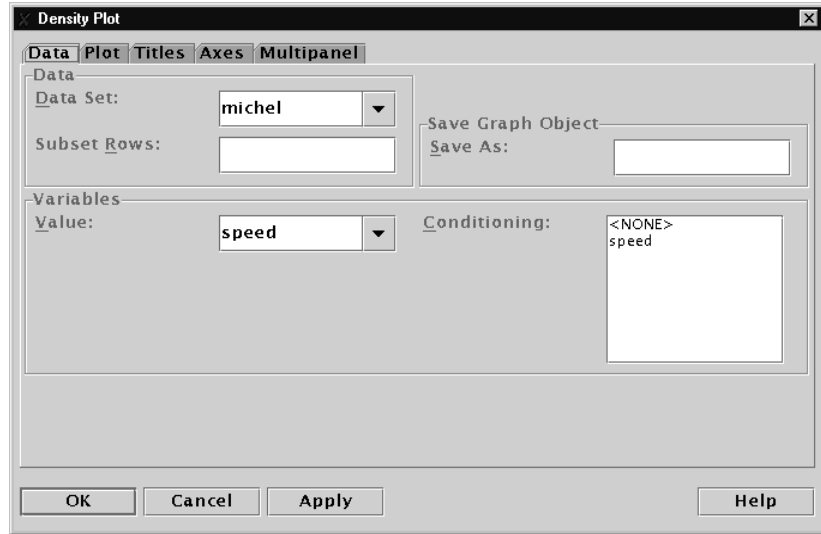 Density Plot
Data Plot Titles Axes Multipanel
Data
Data Set:
michel
Subset Rows:
Save Graph Object
Save As:
Variables
Value:
speed
Conditioning:
<NONE>
speed
OK Cancel Apply Help